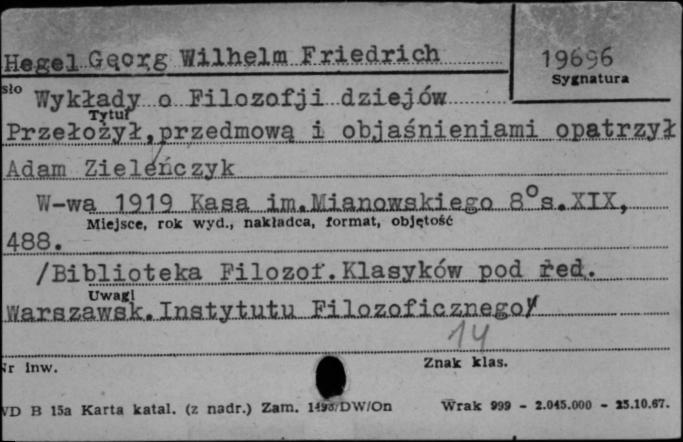 Hegel Georg Wilhelm Friedrich
19696
Sygnatura
sło
Wykłady o Filozofji dziejów
Tytuł
Przełożył, przedmową i objaśnieniami opatrzył
Adam Zieleńczyk
W-wa 1919 Kasa im.Mianowskiego 8°s.XIX,
Miejsce, rok wyd., nakładca, format, objętość
488.
/Biblioteka Filozof.Klasyków pod red.
Uwagi
Warszawsk.Instytutu Filozoficznego/
14
Nr inw.
Znak klas.
WD B 15a Karta katal. (z nadr.) Zam. DW/On
Wrak 999 - 2.045.000 - 25.10.67.